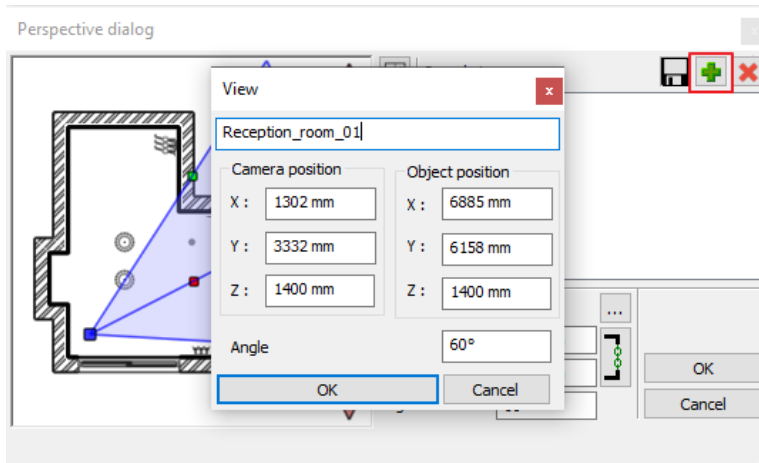 Perspective dialog
View
x
Reception_room_01
Camera position
Object position
X :
1302 mm
X :
6885 mm
Y :
3332 mm
Y :
6158 mm
Z :
1400 mm
Z :
1400 mm
...
Angle
60°
OK
Cancel
OK
Cancel